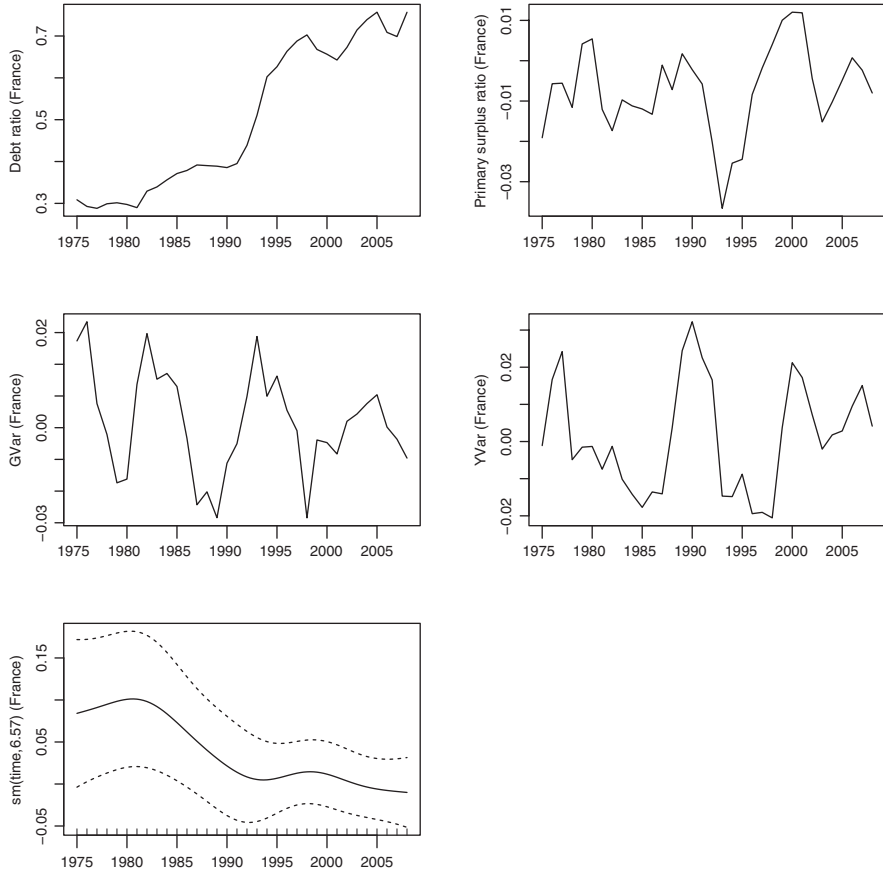 Debt ratio (France)
0.7
0.5
0.3
1975 1980 1985 1990 1995 2000 2005
Primary surplus ratio (France)
0.01
−0.01
−0.03
1975 1980 1985 1990 1995 2000 2005
GVar (France)
0.02
0.00
−0.03
1975 1980 1985 1990 1995 2000 2005
YVar (France)
0.02
0.00
−0.02
1975 1980 1985 1990 1995 2000 2005
sm(time,6.57) (France)
0.15
0.05
−0.05
1975 1980 1985 1990 1995 2000 2005